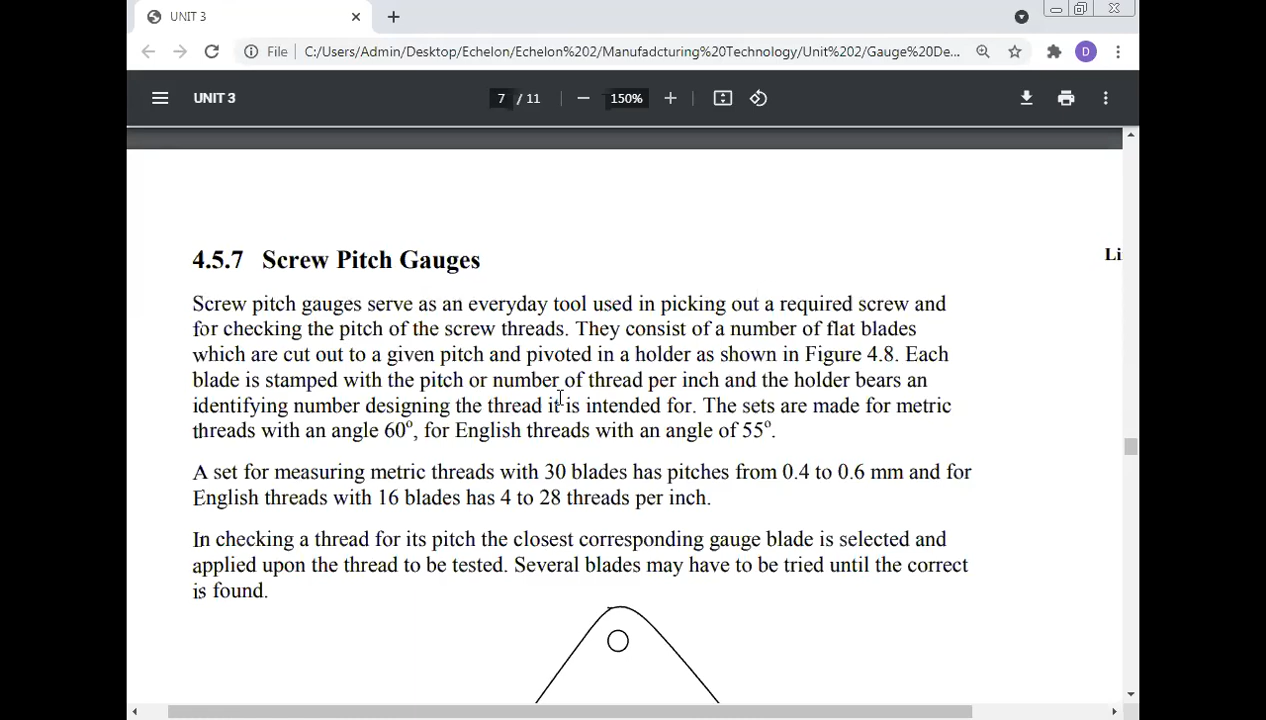 UNIT 3
File C:/Users/Admin/Desktop/Echelon/Echelon%202/Manufadcturing%20Technology/Unit%202/Gauge%20De...
D
UNIT 3 7 / 11 150%
4.5.7 Screw Pitch Gauges
Li
Screw pitch gauges serve as an everyday tool used in picking out a required screw and
for checking the pitch of the screw threads. They consist of a number of flat blades
which are cut out to a given pitch and pivoted in a holder as shown in Figure 4.8. Each
blade is stamped with the pitch or number of thread per inch and the holder bears an
identifying number designing the thread it is intended for. The sets are made for metric
threads with an angle 60º, for English threads with an angle of 55º.
A set for measuring metric threads with 30 blades has pitches from 0.4 to 0.6 mm and for
English threads with 16 blades has 4 to 28 threads per inch.
In checking a thread for its pitch the closest corresponding gauge blade is selected and
applied upon the thread to be tested. Several blades may have to be tried until the correct
is found.